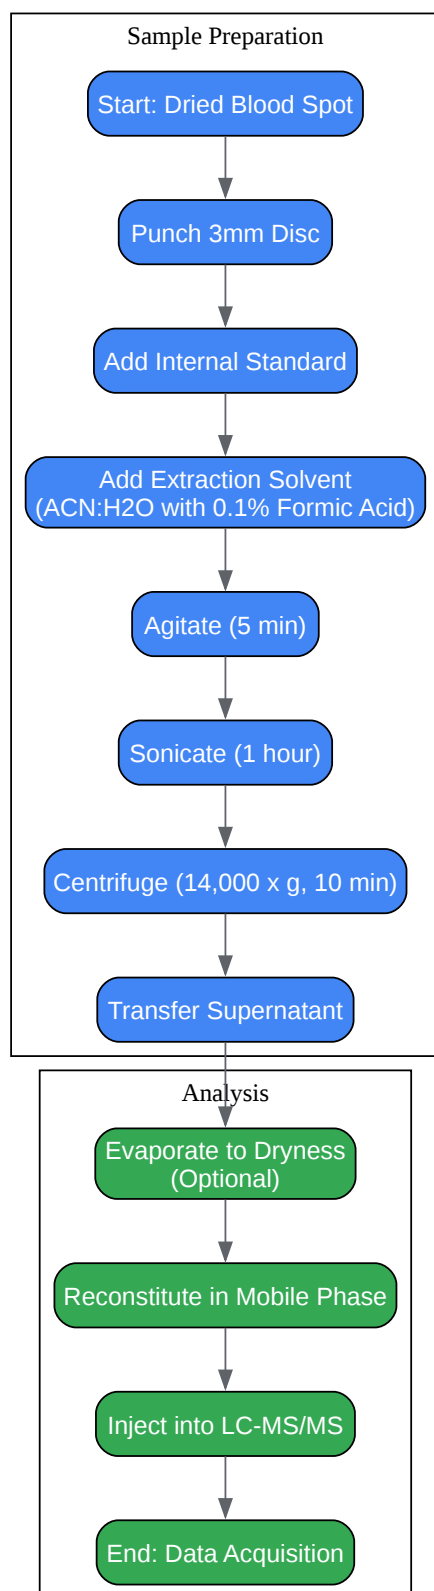 Sample Preparation
Start: Dried Blood Spot
Punch 3mm Disc
Add Internal Standard
Add Extraction Solvent
(ACN:H2O with 0.1% Formic Acid)
Agitate (5 min)
Sonicate (1 hour)
Centrifuge (14,000 x g, 10 min)
Transfer Supernatant
Analysis
Evaporate to Dryness
(Optional)
Reconstitute in Mobile Phase
Inject into LC-MS/MS
End: Data Acquisition